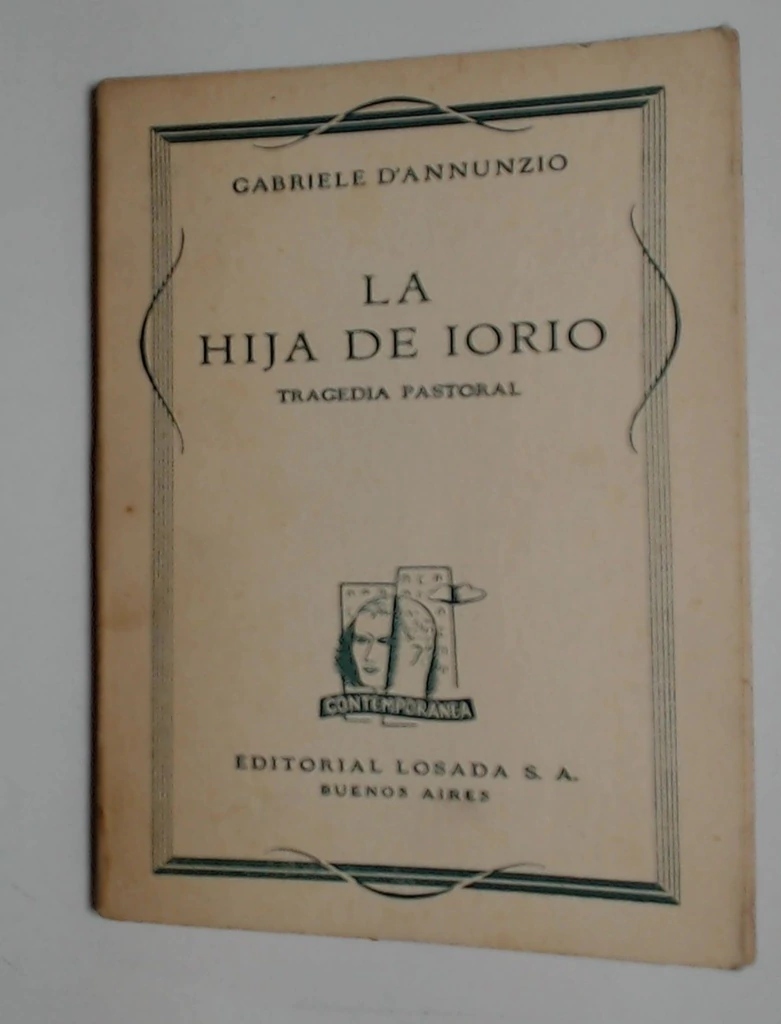 GABRIELE D'ANNUNZIO
LA
HIJA DE IORIO
TRAGEDIA PASTORAL
CONTEMPORANEA
EDITORIAL LOSADA S. A.
BUENOS AIRES